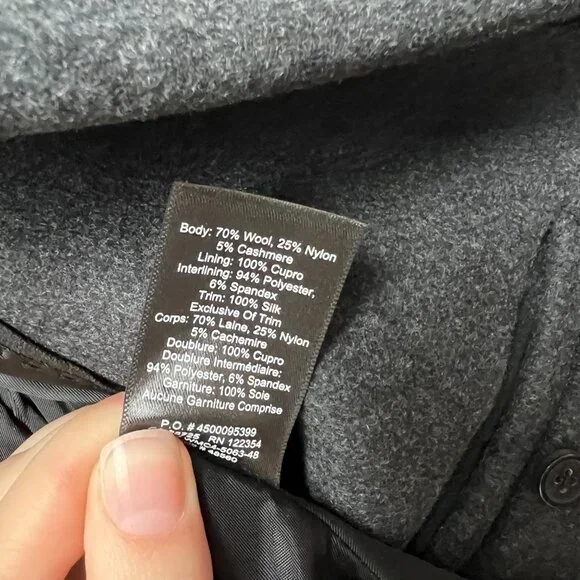 Body: 70% Wool, 25% Nylon
5% Cashmere
Lining: 100% Cupro
Interlining: 94% Polyester,
6% Spandex
Trim: 100% Silk
Exclusive Of Trim
Corps: 70% Laine, 25% Nylon
5% Cachemire
Doublure: 100% Cupro
Doublure Intermédiaire:
94% Polyester, 6% Spandex
Garniture: 100% Soie
Aucune Garniture Comprise
P.O. # 4500095399
RN 122354